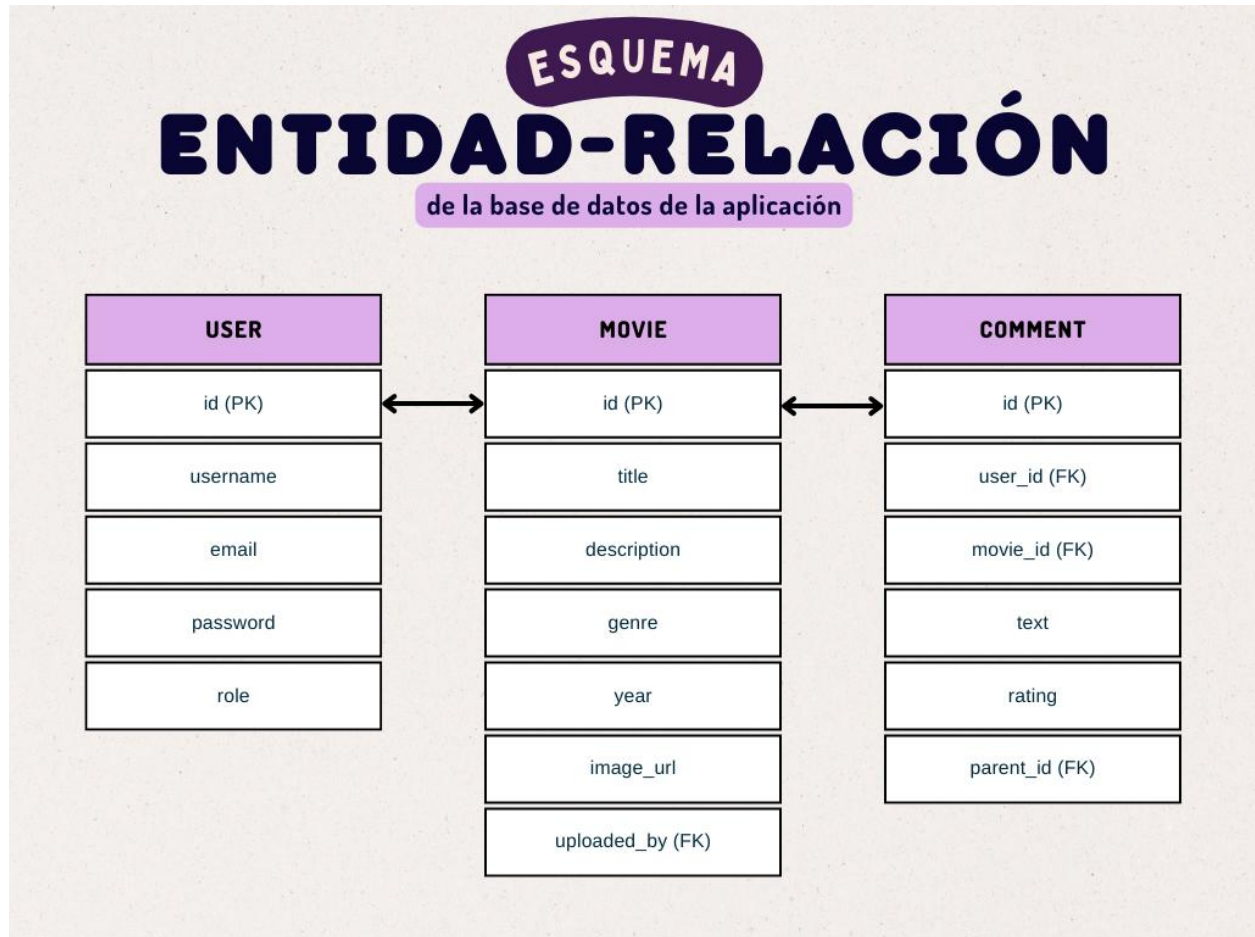 ESQUEMA
ENTIDAD-RELACIÓN
de la base de datos de la aplicación
USER
id (PK)
username
email
password
role
MOVIE
id (PK)
title
description
genre
year
image_url
uploaded_by (FK)
COMMENT
id (PK)
user_id (FK)
movie_id (FK)
text
rating
parent_id (FK)